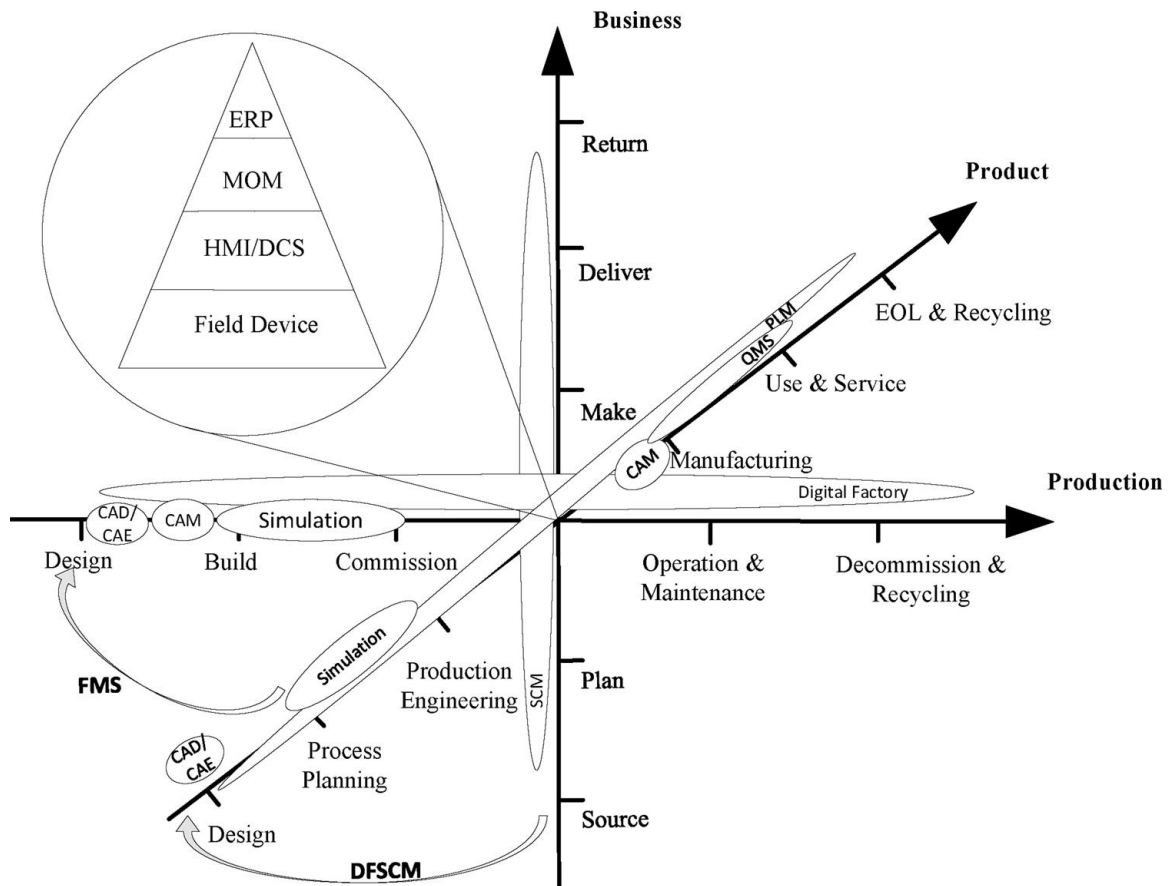 Business
ERP
MOM
HMI/DCS
Field Device
Return
Product
Deliver
PLM
EOL & Recycling
QMS
Use & Service
Make
CAM
Manufacturing
Digital Factory
Production
CAD/
CAE
CAM
Simulation
Design
Build
Commission
Operation &
Maintenance
Decommission &
Recycling
Simulation
FMS
Production
Engineering
SCM
Plan
CAD/
CAE
Process
Planning
Design
Source
DFSCM